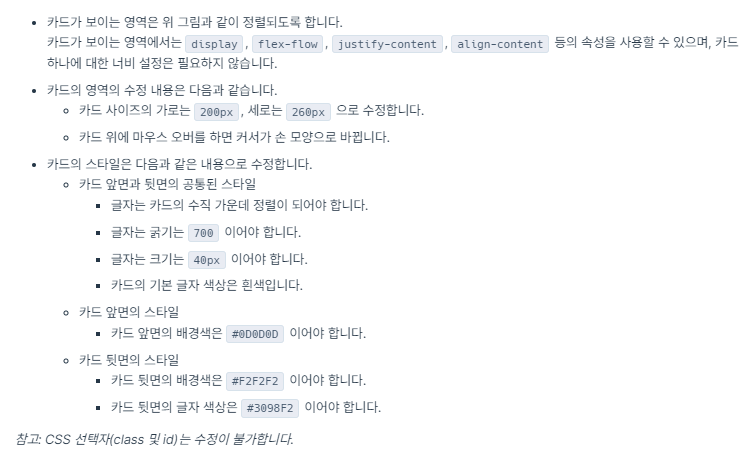 카드가 보이는 영역은 위 그림과 같이 정렬되도록 합니다.
카드가 보이는 영역에서는 display , flex-flow , justify-content , align-content 등의 속성을 사용할 수 있으며, 카드
하나에 대한 너비 설정은 필요하지 않습니다.
카드의 영역의 수정 내용은 다음과 같습니다.
카드 사이즈의 가로는 200px , 세로는 260px 으로 수정합니다.
카드 위에 마우스 오버를 하면 커서가 손 모양으로 바뀝니다.
카드의 스타일은 다음과 같은 내용으로 수정합니다.
카드 앞면과 뒷면의 공통된 스타일
글자는 카드의 수직 가운데 정렬이 되어야 합니다.
글자는 굵기는 700 이어야 합니다.
글자는 크기는 40px 이어야 합니다.
카드의 기본 글자 색상은 흰색입니다.
카드 앞면의 스타일
카드 앞면의 배경색은 #0D0D0D 이어야 합니다.
카드 뒷면의 스타일
카드 뒷면의 배경색은 #F2F2F2 이어야 합니다.
카드 뒷면의 글자 색상은 #3098F2 이어야 합니다.
참고: CSS 선택자(class 및 id)는 수정이 불가합니다.